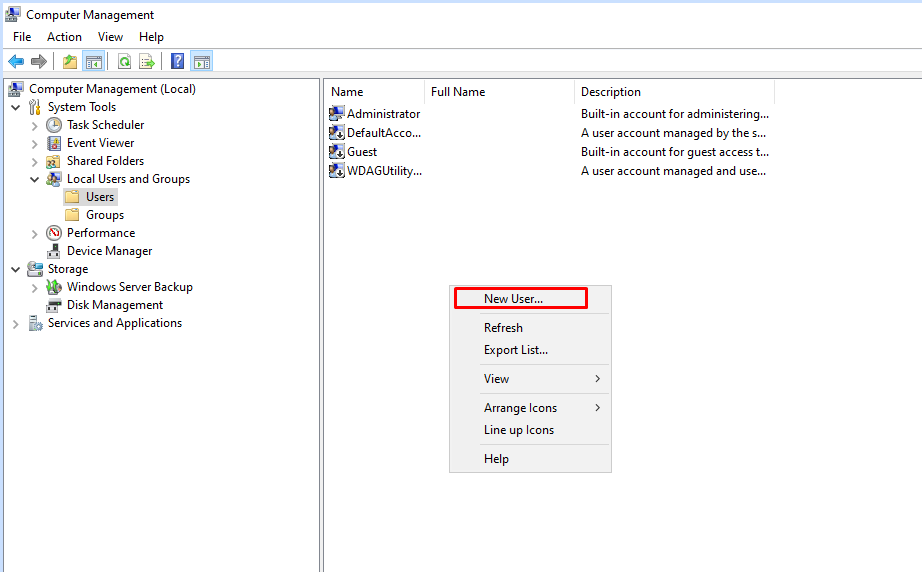 Computer Management
File Action View Help
Computer Management (Local)
System Tools
Task Scheduler
Event Viewer
Shared Folders
Local Users and Groups
Users
Groups
Performance
Device Manager
Storage
Windows Server Backup
Disk Management
Services and Applications
Name Full Name Description
Administrator Built-in account for administering...
DefaultAcco... A user account managed by the s...
Guest Built-in account for guest access t...
WDAGUtility... A user account managed and use...
New User...
Refresh
Export List...
View
Arrange Icons
Line up Icons
Help